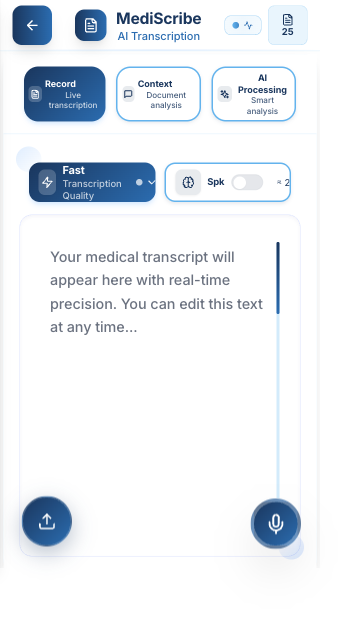 MediScribe
AI Transcription
25
Record
Live
transcription
Context
Document
analysis
AI
Processing
Smart
analysis
Fast
Transcription
Quality
Spk
2
Your medical transcript will
appear here with real-time
precision. You can edit this text
at any time...